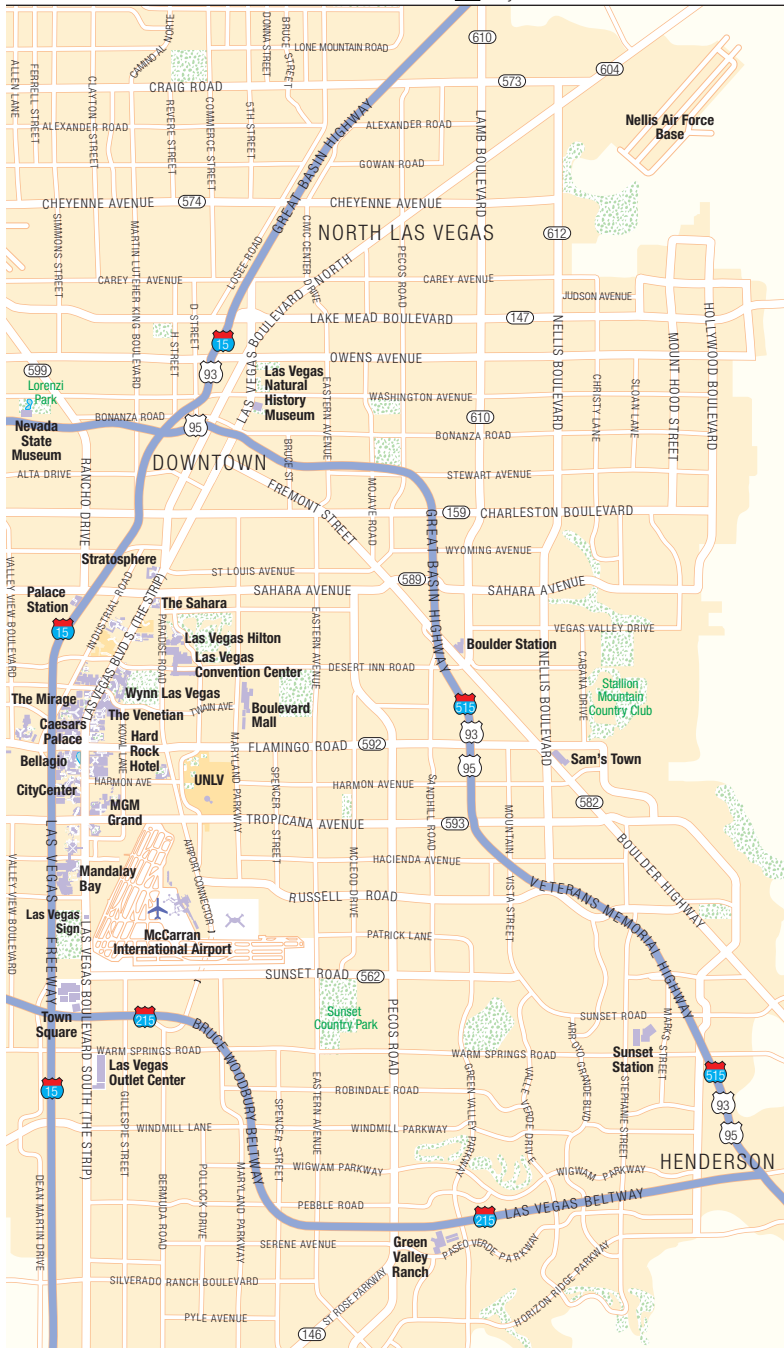 610
LONE MOUNTAIN ROAD
CAMINO AL NORTE
DONNA STREET
BRUCE STREET
604
573
ALLEN LANE
FERRELL STREET
CLAYTON STREET
CRAIG ROAD
REVERE STREET
COMMERCE STREET
5TH STREET
GREAT BASIN HIGHWAY
LAMB BOULEVARD
Nellis Air Force
Base
ALEXANDER ROAD
ALEXANDER ROAD
GOWAN ROAD
CHEYENNE AVENUE
574
CHEYENNE AVENUE
SIMMONS STREET
MARTIN LUTEHER KING BOULEVARD
LOSEE ROAD
CIVIC CENTER DRIVE
NORTH LAS VEGAS
612
PECOS ROAD
CAREY AVENUE
CAREY AVENUE
JUDSON AVENUE
D STREET
H STREET
LAS VEGAS BOULEVARD NORTH
LAKE MEAD BOULEVARD
147
NELLIS BOULEVARD
HOLLYWOOD BOULEVARD
MOUNT HOOD STREET
15
OWENS AVENUE
599
93
Lorenzi
Park
Las Vegas
Natural
History
Museum
EASTERN AVENUE
WASHINGTON AVENUE
CHRISTY LANE
SLOAN LANE
610
BONANZA ROAD
95
BONANZA ROAD
Nevada
State
Museum
DOWNTOWN
BRUCE ST
ALTA DRIVE
RANCHO DRIVE
STEWART AVENUE
FREMONT STREET
MOJAVE ROAD
159
CHARLESTON BOULEVARD
GREAT BASIN HIGHWAY
WYOMING AVENUE
VALLEY VIEW BOULEVARD
Stratosphere
ST LOUIS AVENUE
589
SAHARA AVENUE
SAHARA AVENUE
Palace
Station
INDUSTRIAL ROAD
LAS VEGAS BLVD S. (THE STRIP)
The Sahara
PARADISE ROAD
EASTERN AVENUE
15
VEGAS VALLEY DRIVE
Las Vegas Hilton
Boulder Station
Las Vegas
Convention Center
DESERT INN ROAD
NELLIS BOULEVARD
CABANA DRIVE
Stallion
Mountain
Country Club
The Mirage
Wynn Las Vegas
TWAIN AVE
Boulevard
Mall
515
Caesars
Palace
The Venetian
KOVAL LANE
Hard
Rock
Hotel
MARYLAND PARKWAY
FLAMINGO ROAD
592
93
Bellagio
95
Sam's Town
CityCenter
HARMON AVE
UNLV
SPENCER STREET
HARMON AVENUE
SANDHILL ROAD
582
MGM
Grand
TROPICANA AVENUE
593
MOUNTAIN VISTA STREET
BOULDER HIGHWAY
LAS VEGAS FREEWAY
AIRPORT CONNECTOR
MCLEOD DRIVE
HACIENDA AVENUE
VALLEY VIEW BOULEVARD
Mandalay
Bay
RUSSELL ROAD
VETERANS MEMORIAL HIGHWAY
Las Vegas
Sign
McCarran
International Airport
PATRICK LANE
LAS VEGAS BOULEVARD SOUTH (THE STRIP)
SUNSET ROAD
562
Town
Square
215
BRUCE WOODBURY BELTWAY
Sunset
Country Park
PECOS ROAD
SUNSET ROAD
MARKS STREET
ARROYO GRANDE BLVD
Sunset
Station
WARM SPRINGS ROAD
WARM SPRINGS ROAD
Las Vegas
Outlet Center
15
GILLESPIE STREET
EASTERN AVENUE
ROBINDALE ROAD
GREEN VALLEY PARKWAY
VALLE VERDE DRIVE
STEPHANIE STREET
515
93
SPENCER STREET
WINDMILL LANE
WINDMILL PARKWAY
95
DEAN MARTIN DRIVE
BERMUDA ROAD
POLLOCK DRIVE
MARYLAND PARKWAY
WIGWAM PARKWAY
WIGWAM PARKWAY
HENDERSON
PEBBLE ROAD
215
LAS VEGAS BELTWAY
SERENE AVENUE
Green
Valley
Ranch
PASEO VERDE PARKWAY
SILVERADO RANCH BOULEVARD
ST ROSE PARKWAY
HORIZON RIDGE PARKWAY
PYLE AVENUE
146